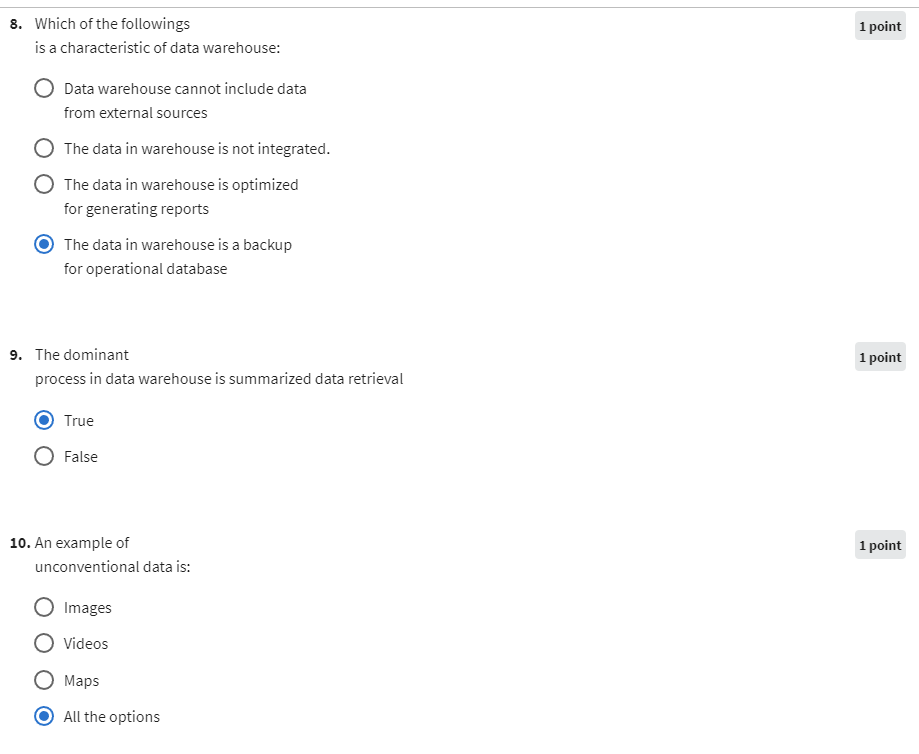 8. Which of the followings
1 point
is a characteristic of data warehouse:
Data warehouse cannot include data
from external sources
The data in warehouse is not integrated.
The data in warehouse is optimized
for generating reports
The data in warehouse is a backup
for operational database
9. The dominant
1 point
process in data warehouse is summarized data retrieval
True
False
10. An example of
1 point
unconventional data is:
Images
Videos
Maps
All the options